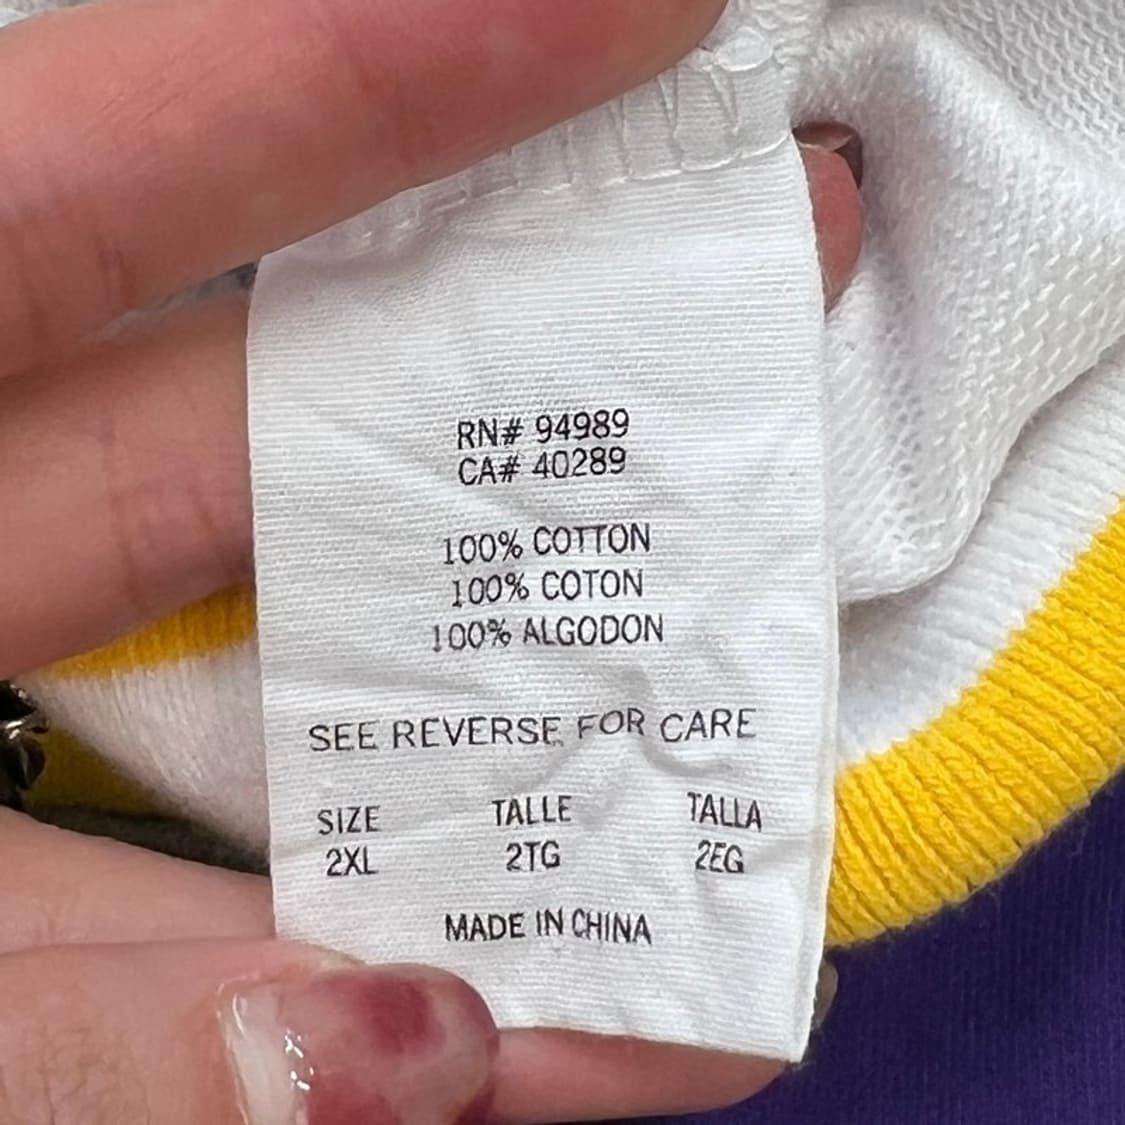 RN# 94989
CA# 40289
100% COTTON
100% COTON
100% ALGODON
SEE REVERSE FOR CARE
SIZE TALLE TALLA
2XL 2TG 2EG
MADE IN CHINA